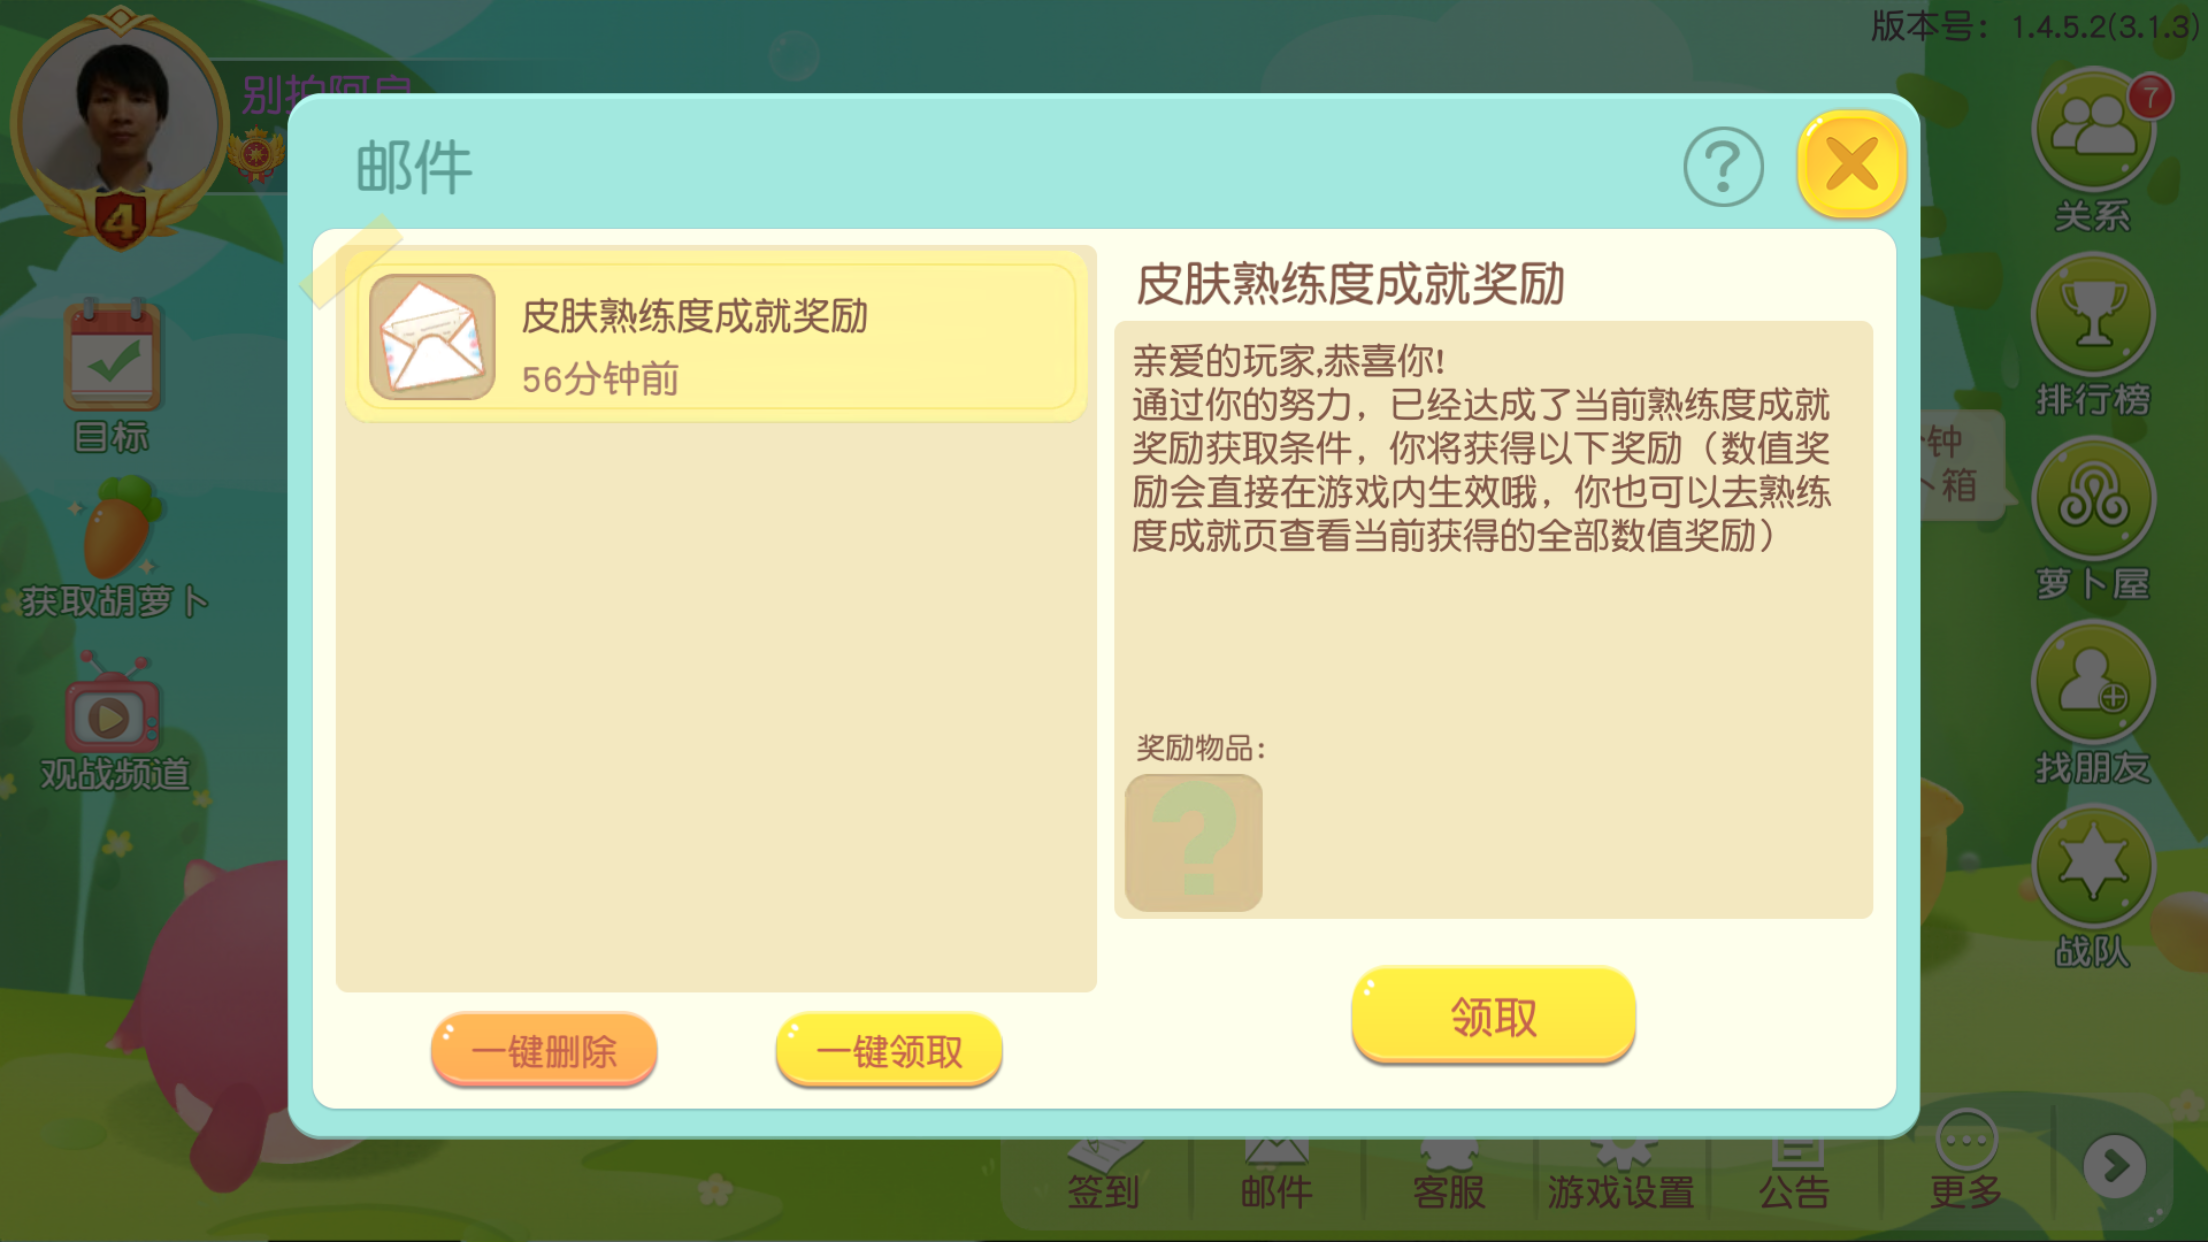 版本号：1.4.5.2(3.1.3)
7
4
邮件
?
关系
皮肤熟练度成就奖励
56分钟前
皮肤熟练度成就奖励
亲爱的玩家,恭喜你!
通过你的努力，已经达成了当前熟练度成就
奖励获取条件，你将获得以下奖励（数值奖
励会直接在游戏内生效哦，你也可以去熟练
度成就页查看当前获得的全部数值奖励）
奖励物品：
?
目标
获取胡萝卜
观战频道
排行榜
钟
箱
萝卜屋
找朋友
战队
一键删除
一键领取
领取
签到
邮件
客服
游戏设置
公告
更多